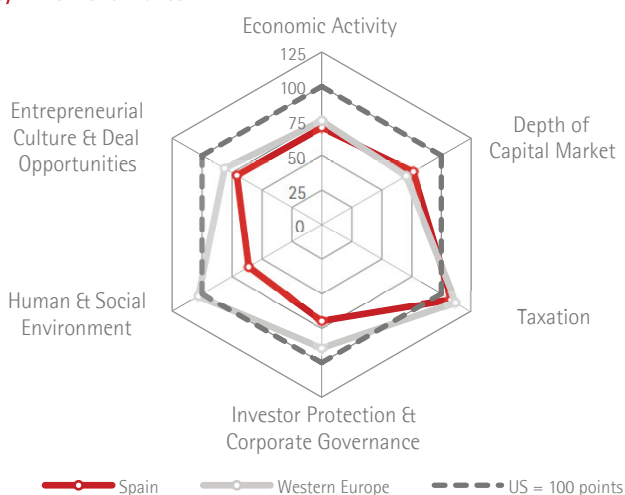 Economic Activity
125
100
75
50
25
0
Entrepreneurial
Culture & Deal
Opportunities
Depth of
Capital Market
Human & Social
Environment
Taxation
Investor Protection &
Corporate Governance
Spain
Western Europe
US = 100 points